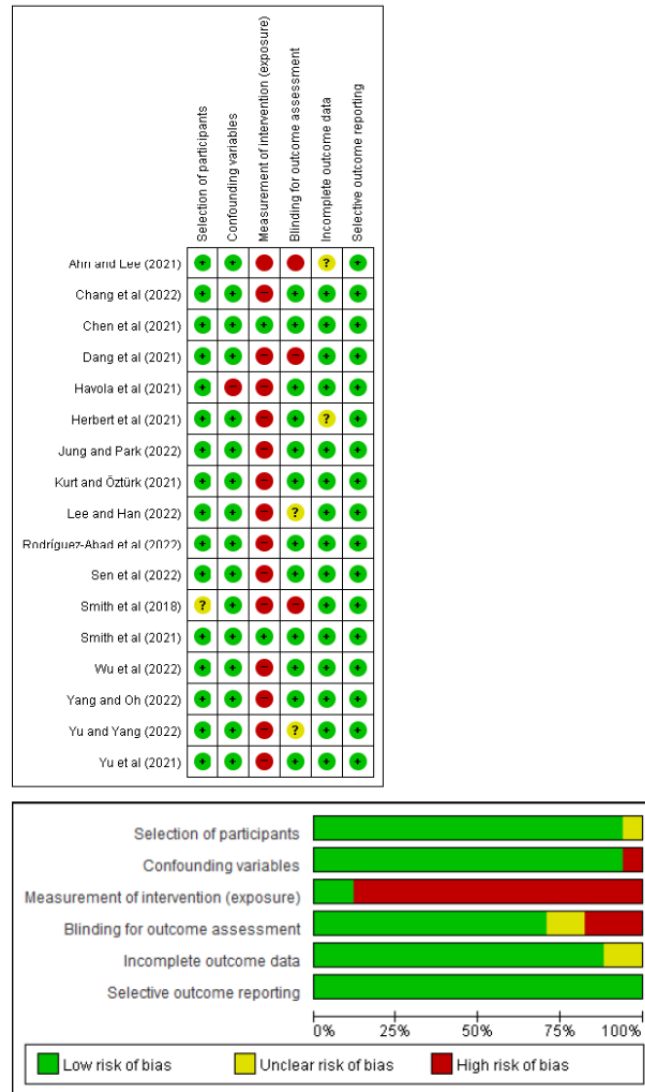 Selection of participants
Confounding variables
Measurement of intervention (exposure)
Blinding for outcome assessment
Incomplete outcome data
Selective outcome reporting
Ahn and Lee (2021) + + ? +
Chang et al (2022) + + − + + +
Chen et al (2021) + + + + + +
Dang et al (2021) + + − − + +
Havola et al (2021) + − − + + +
Herbert et al (2021) + + − + ? +
Jung and Park (2022) + + − + + +
Kurt and Öztürk (2021) + + − + + +
Lee and Han (2022) + + − ? + +
Rodríguez-Abad et al (2022) + + − + + +
Sen et al (2022) + + − + + +
Smith et al (2018) ? + − − + +
Smith et al (2021) + + + + + +
Wu et al (2022) + + − + + +
Yang and Oh (2022) + + − + + +
Yu and Yang (2022) + + − ? + +
Yu et al (2021) + + − + + +
Selection of participants
Confounding variables
Measurement of intervention (exposure)
Blinding for outcome assessment
Incomplete outcome data
Selective outcome reporting
0% 25% 50% 75% 100%
Low risk of bias Unclear risk of bias High risk of bias